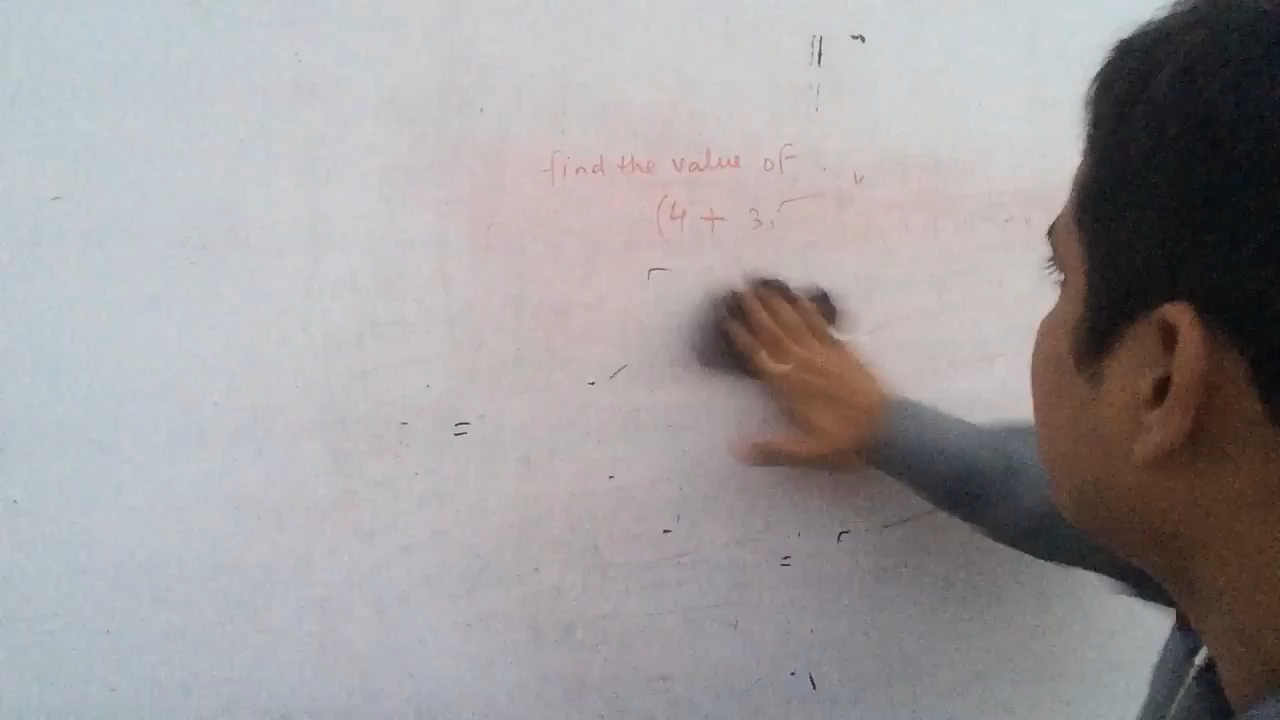 find the value of
(4 + 3√